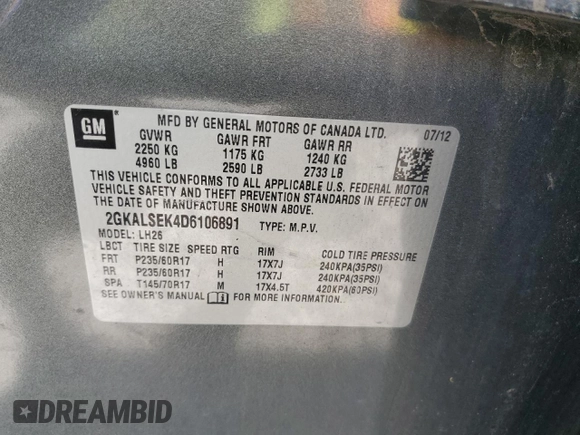 GM
MFD BY GENERAL MOTORS OF CANADA LTD. 07/12
GVWR GAWR FRT GAWR RR
2250 KG 1175 KG 1240 KG
4960 LB 2590 LB 2733 LB
THIS VEHICLE CONFORMS TO ALL APPLICABLE U.S. FEDERAL MOTOR
VEHICLE SAFETY AND THEFT PREVENTION STANDARDS IN EFFECT ON
THE DATE OF MANUFACTURE SHOWN ABOVE.
2GKALSEK4D6106891 TYPE: M.P.V.
MODEL: LH26
LBCT TIRE SIZE SPEED RTG RIM COLD TIRE PRESSURE
FRT P235/60R17 H 17X7J 240KPA(35PSI)
RR P235/60R17 H 17X7J 240KPA(35PSI)
SPA T145/70R17 M 17X4.5T 420KPA(60PSI)
SEE OWNER'S MANUAL FOR MORE INFORMATION
DREAMBID